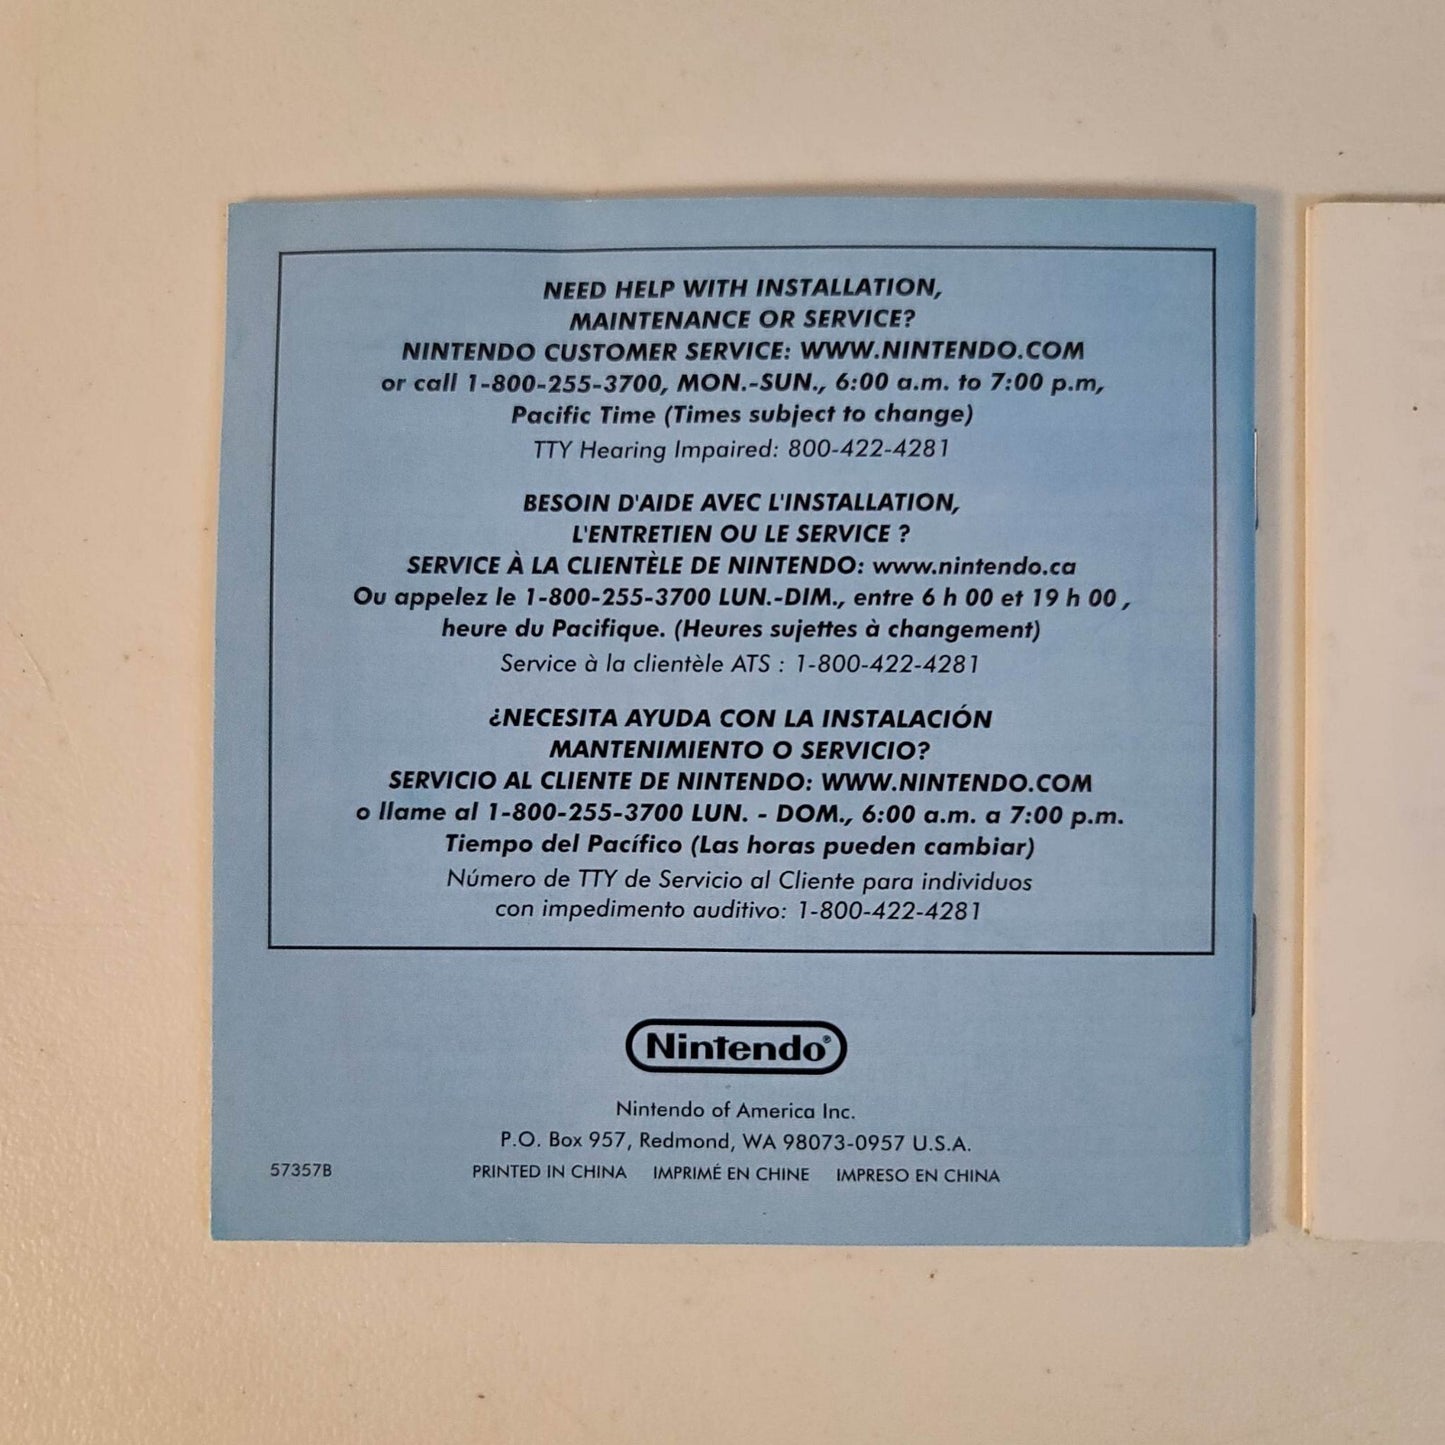 NEED HELP WITH INSTALLATION,
MAINTENANCE OR SERVICE?
NINTENDO CUSTOMER SERVICE: WWW.NINTENDO.COM
or call 1-800-255-3700, MON.-SUN., 6:00 a.m. to 7:00 p.m,
Pacific Time (Times subject to change)
TTY Hearing Impaired: 800-422-4281
BESOIN D'AIDE AVEC L'INSTALLATION,
L'ENTRETIEN OU LE SERVICE ?
SERVICE À LA CLIENTÈLE DE NINTENDO: www.nintendo.ca
Ou appelez le 1-800-255-3700 LUN.-DIM., entre 6 h 00 et 19 h 00 ,
heure du Pacifique. (Heures sujettes à changement)
Service à la clientèle ATS : 1-800-422-4281
¿NECESITA AYUDA CON LA INSTALACIÓN
MANTENIMIENTO O SERVICIO?
SERVICIO AL CLIENTE DE NINTENDO: WWW.NINTENDO.COM
o llame al 1-800-255-3700 LUN. - DOM., 6:00 a.m. a 7:00 p.m.
Tiempo del Pacífico (Las horas pueden cambiar)
Número de TTY de Servicio al Cliente para individuos
con impedimento auditivo: 1-800-422-4281
Nintendo®
Nintendo of America Inc.
P.O. Box 957, Redmond, WA 98073-0957 U.S.A.
57357B PRINTED IN CHINA IMPRIMÉ EN CHINE IMPRESO EN CHINA